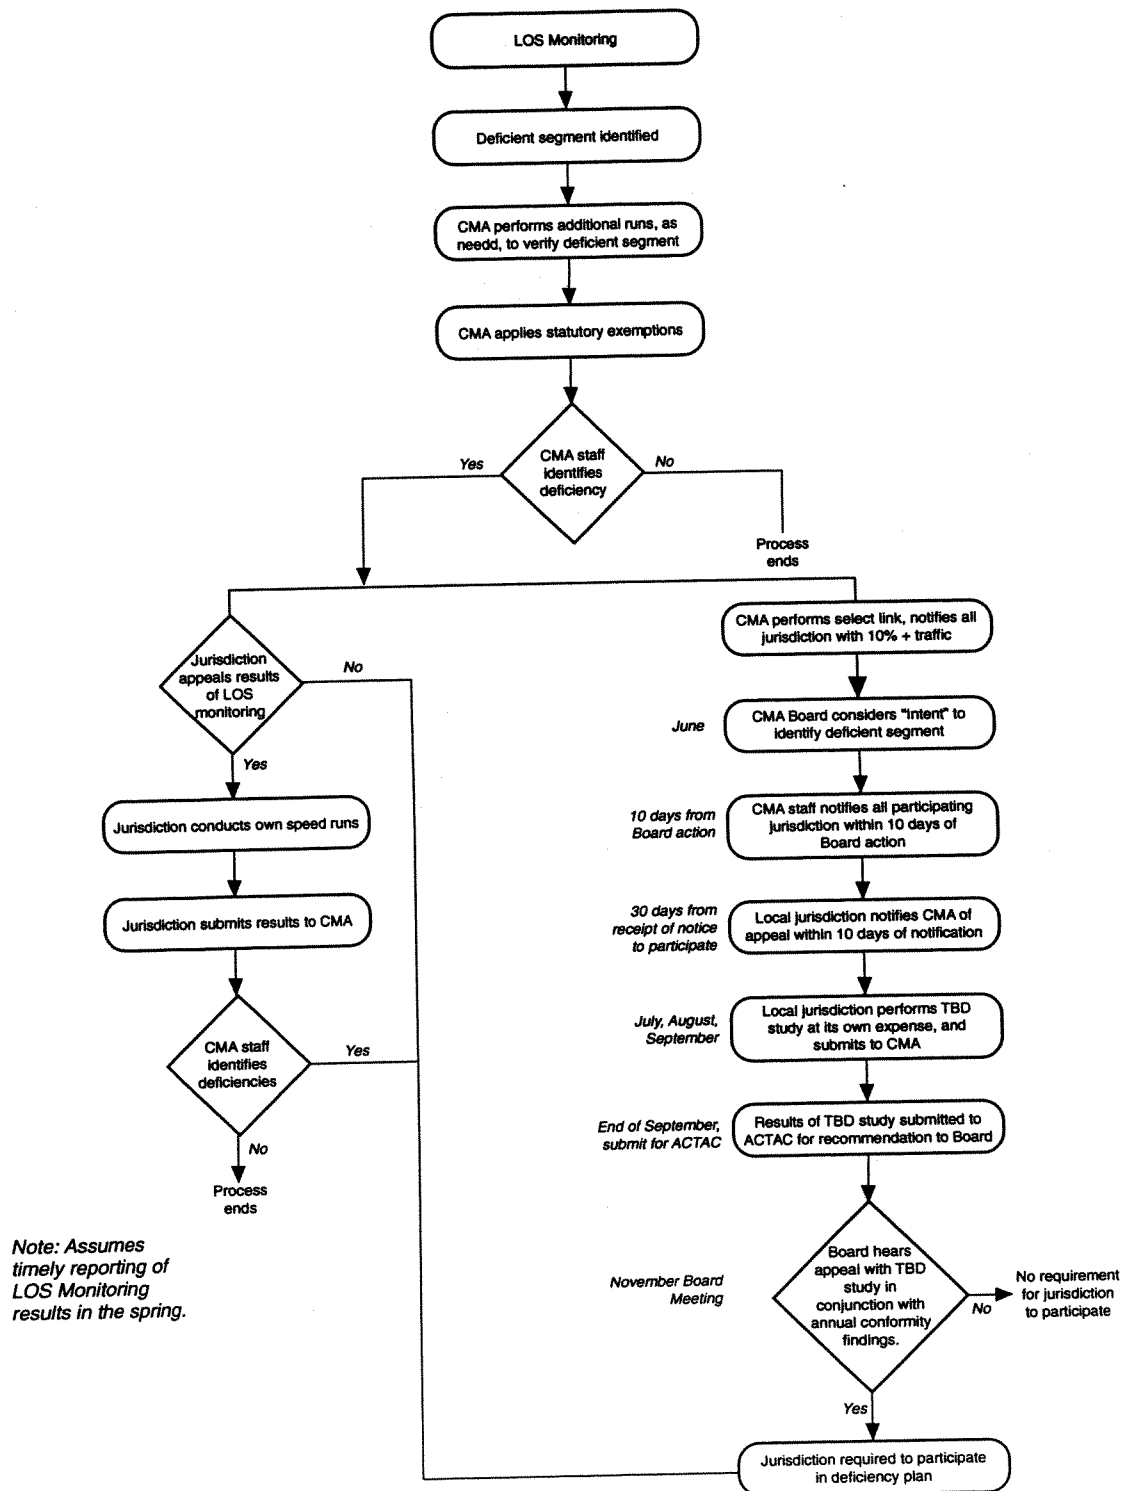 LOS Monitoring
Deficient segment identified
CMA performs additional runs, as
needd, to verify deficient segment
CMA applies statutory exemptions
CMA staff
identifies
deficiency
Yes
No
Process
ends
Jurisdiction
appeals results
of LOS
monitoring
No
Yes
Jurisdiction conducts own speed runs
Jurisdiction submits results to CMA
CMA staff
identifies
deficiencies
Yes
No
Process
ends
Note: Assumes
timely reporting of
LOS Monitoring
results in the spring.
CMA performs select link, notifies all
jurisdiction with 10% + traffic
June
CMA Board considers "Intent" to
identify deficient segment
10 days from
Board action
CMA staff notifies all participating
jurisdiction within 10 days of
Board action
30 days from
receipt of notice
to participate
Local jurisdiction notifies CMA of
appeal within 10 days of notification
July, August,
September
Local jurisdiction performs TBD
study at its own expense, and
submits to CMA
End of September,
submit for ACTAC
Results of TBD study submitted to
ACTAC for recommendation to Board
November Board
Meeting
Board hears
appeal with TBD
study in
conjunction with
annual conformity
findings.
No
No requirement
for jurisdiction
to participate
Yes
Jurisdiction required to participate
in deficiency plan